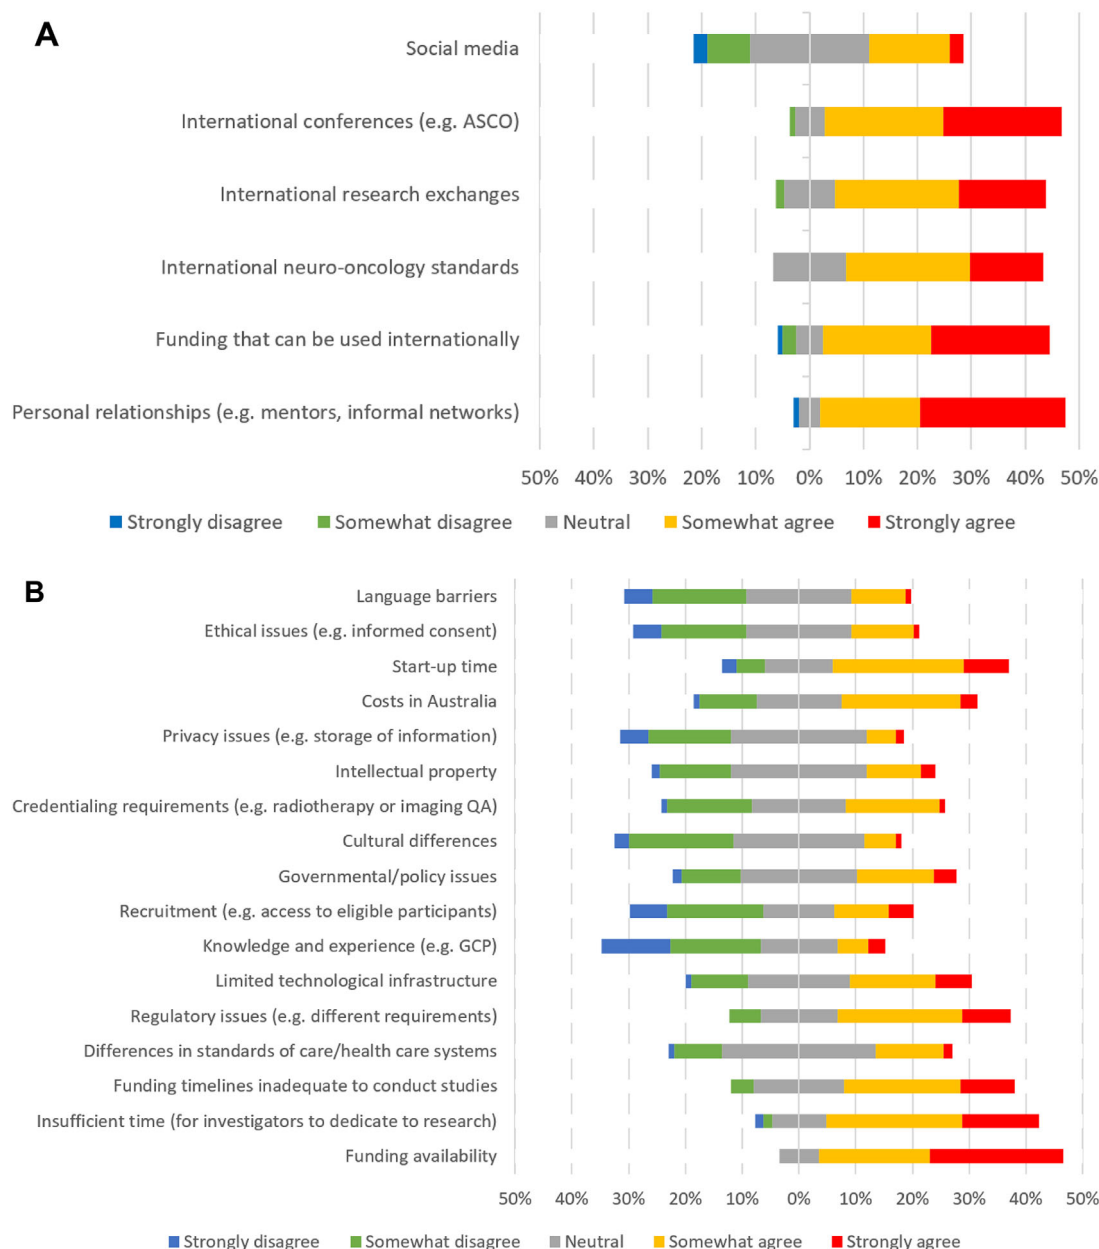 A
Social media
International conferences (e.g. ASCO)
International research exchanges
International neuro-oncology standards
Funding that can be used internationally
Personal relationships (e.g. mentors, informal networks)
50% 40% 30% 20% 10% 0% 10% 20% 30% 40% 50%
Strongly disagree Somewhat disagree Neutral Somewhat agree Strongly agree
B
Language barriers
Ethical issues (e.g. informed consent)
Start-up time
Costs in Australia
Privacy issues (e.g. storage of information)
Intellectual property
Credentialing requirements (e.g. radiotherapy or imaging QA)
Cultural differences
Governmental/policy issues
Recruitment (e.g. access to eligible participants)
Knowledge and experience (e.g. GCP)
Limited technological infrastructure
Regulatory issues (e.g. different requirements)
Differences in standards of care/health care systems
Funding timelines inadequate to conduct studies
Insufficient time (for investigators to dedicate to research)
Funding availability
50% 40% 30% 20% 10% 0% 10% 20% 30% 40% 50%
Strongly disagree Somewhat disagree Neutral Somewhat agree Strongly agree